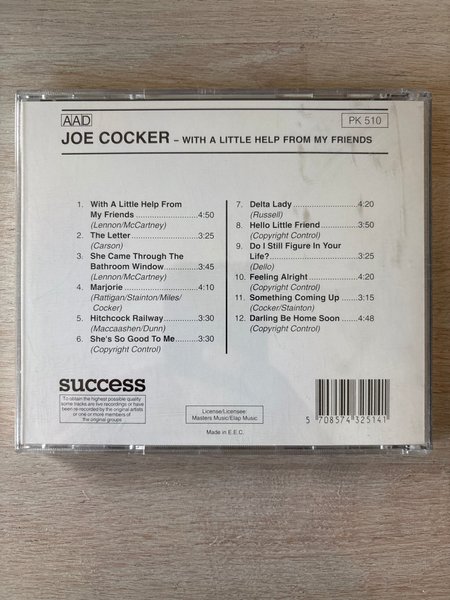 AAD
PK 510
JOE COCKER – WITH A LITTLE HELP FROM MY FRIENDS
1. With A Little Help From
My Friends ......................4:50
(Lennon/McCartney)
2. The Letter .......................3:25
(Carson)
3. She Came Through The
Bathroom Window...........3:45
(Lennon/McCartney)
4. Marjorie ..........................4:10
(Rattigan/Stainton/Miles/
Cocker)
5. Hitchcock Railway...........3:30
(Maccaashen/Dunn)
6. She's So Good To Me......3:30
(Copyright Control)
7. Delta Lady ......................4:20
(Russell)
8. Hello Little Friend............3:50
(Copyright Control)
9. Do I Still Figure In Your
Life?................................3:25
(Dello)
10. Feeling Alright ................4:20
(Copyright Control)
11. Something Coming Up ....3:15
(Cocker/Stainton)
12. Darling Be Home Soon ...4:48
(Copyright Control)
success
To obtain the highest possible quality
some tracks are live recordings or have
been re-recorded by the original artists
or one or more members of
the original groups
License/Licensee:
Masters Music/Elap Music
Made in E.E.C.
5 708574 325141